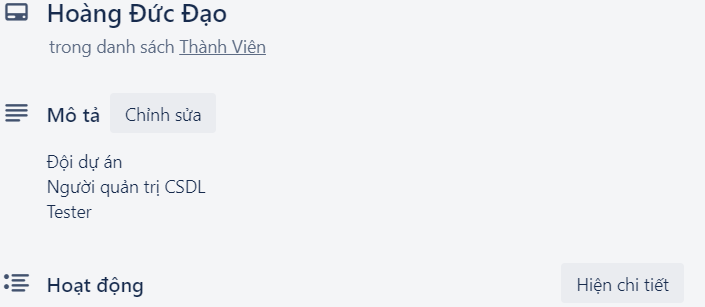 Hoàng Đức Đạo
trong danh sách Thành Viên
Mô tả Chỉnh sửa
Đội dự án
Người quản trị CSDL
Tester
Hoạt động Hiện chi tiết